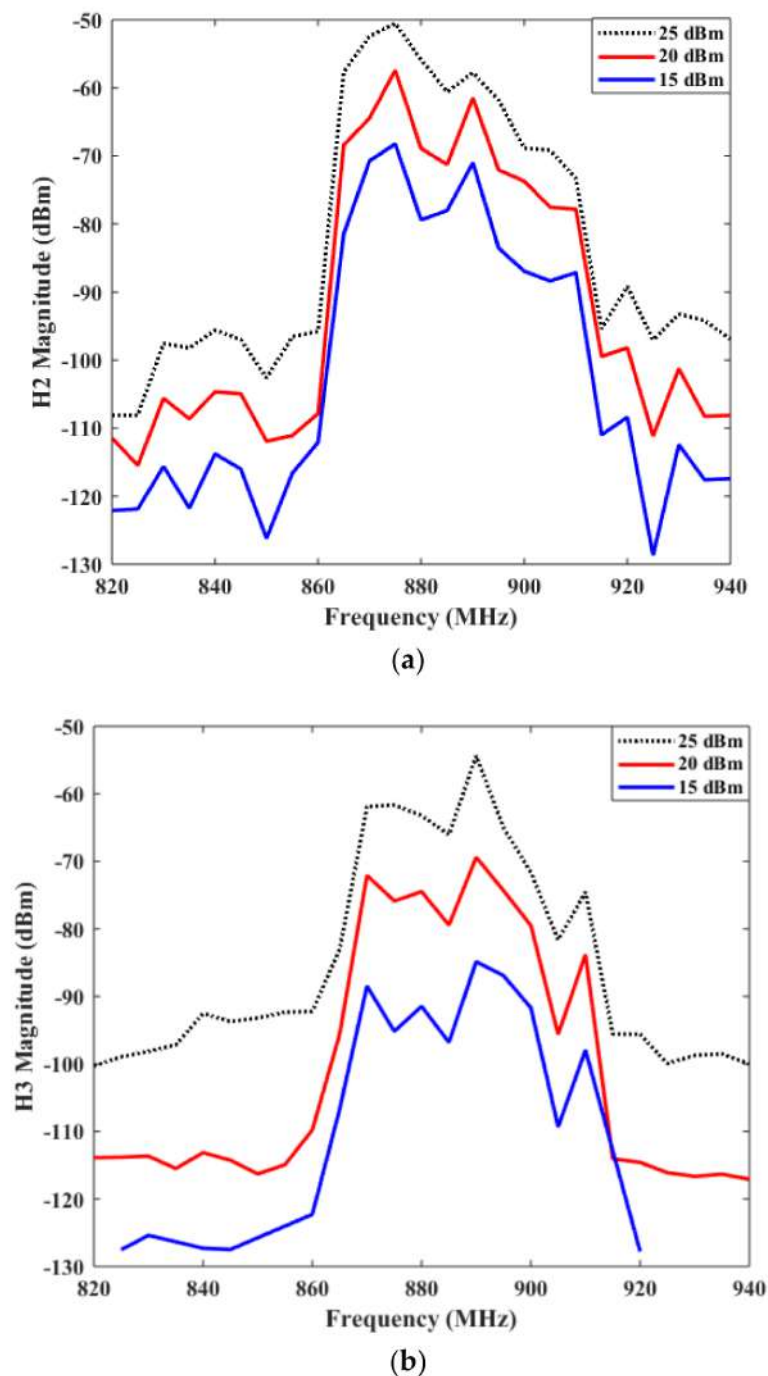 -50
-60
-70
-80
-90
-100
-110
-120
-130
H2 Magnitude (dBm)
25 dBm
20 dBm
15 dBm
820 840 860 880 900 920 940
Frequency (MHz)
(a)
-50
-60
-70
-80
-90
-100
-110
-120
-130
H3 Magnitude (dBm)
25 dBm
20 dBm
15 dBm
820 840 860 880 900 920 940
Frequency (MHz)
(b)